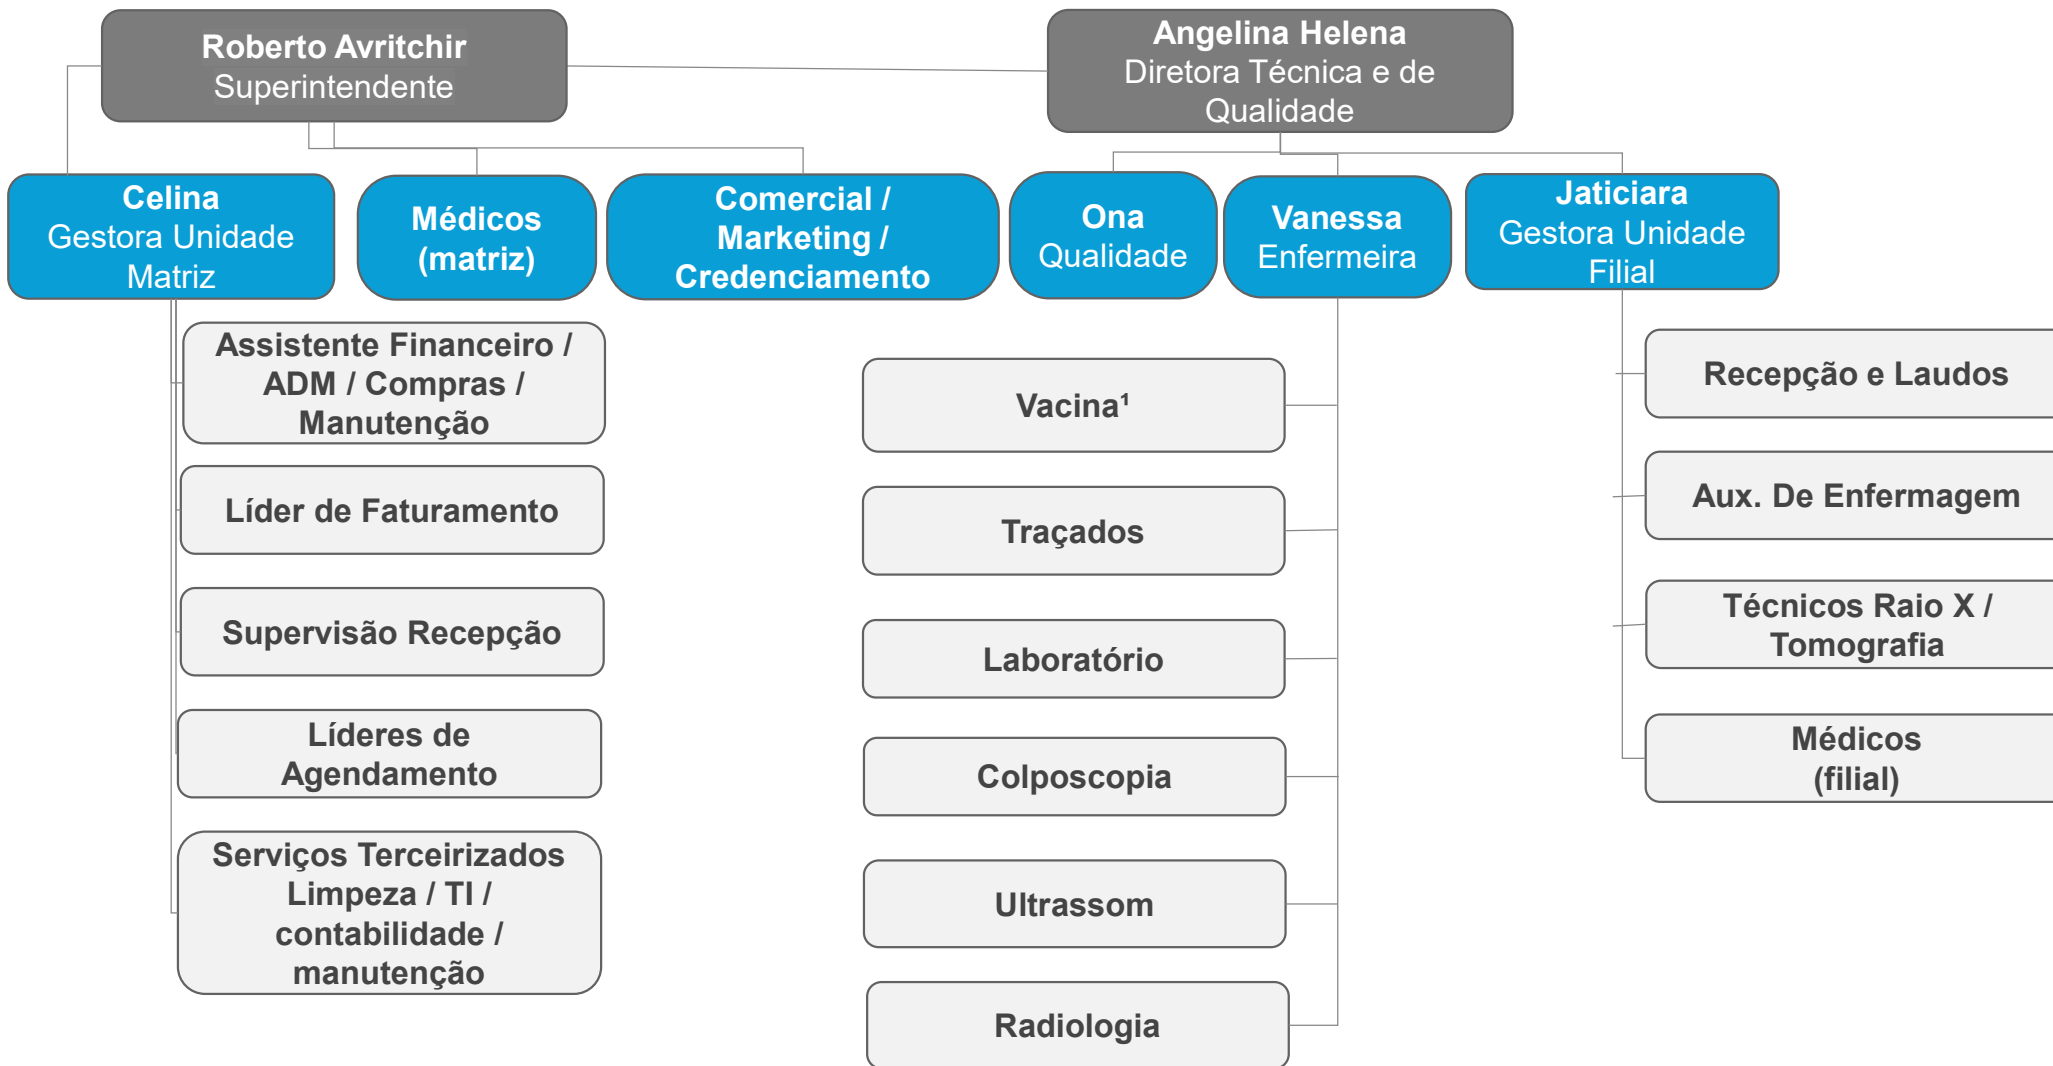 Roberto Avritchir
Superintendente
Angelina Helena
Diretora Técnica e de
Qualidade
Celina
Gestora Unidade
Matriz
Médicos
(matriz)
Comercial /
Marketing /
Credenciamento
Ona
Qualidade
Vanessa
Enfermeira
Jaticiara
Gestora Unidade
Filial
Assistente Financeiro /
ADM / Compras /
Manutenção
Líder de Faturamento
Supervisão Recepção
Líderes de
Agendamento
Serviços Terceirizados
Limpeza / TI /
contabilidade /
manutenção
Vacina¹
Traçados
Laboratório
Colposcopia
Ultrassom
Radiologia
Recepção e Laudos
Aux. De Enfermagem
Técnicos Raio X /
Tomografia
Médicos
(filial)